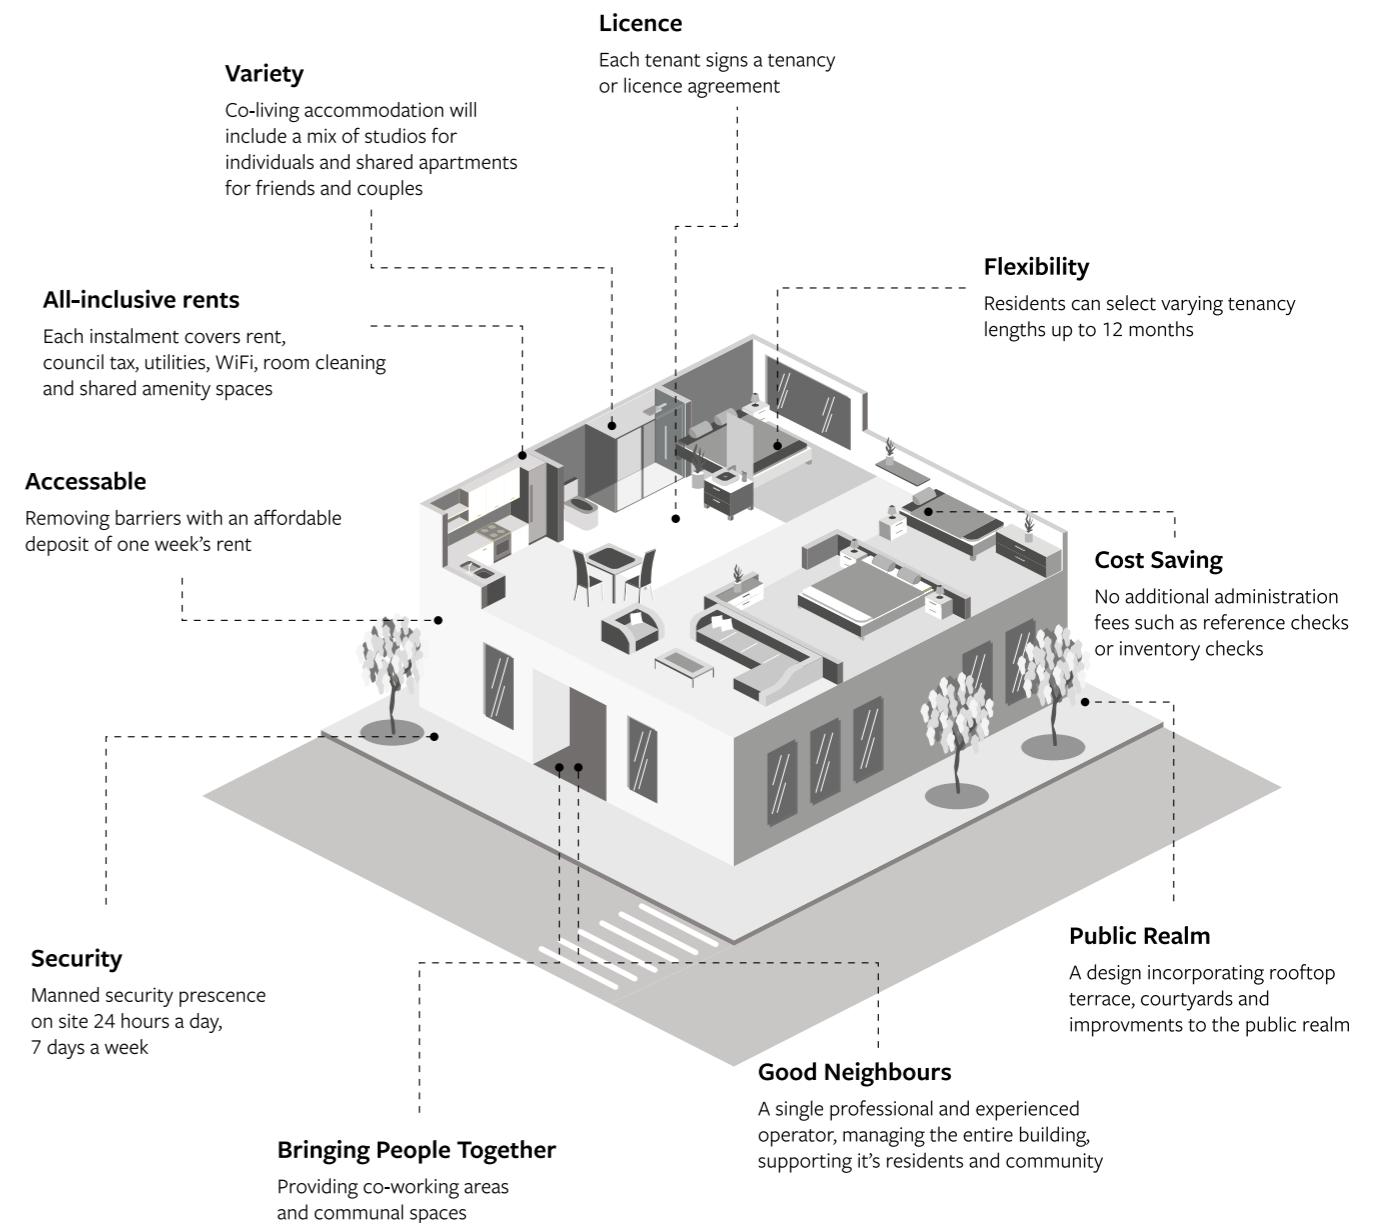 Licence
Each tenant signs a tenancy
or licence agreement
Variety
Co-living accommodation will
include a mix of studios for
individuals and shared apartments
for friends and couples
Flexibility
Residents can select varying tenancy
lengths up to 12 months
All-inclusive rents
Each instalment covers rent,
council tax, utilities, WiFi, room cleaning
and shared amenity spaces
Accessable
Removing barriers with an affordable
deposit of one week's rent
Cost Saving
No additional administration
fees such as reference checks
or inventory checks
Public Realm
A design incorporating rooftop
terrace, courtyards and
improvments to the public realm
Security
Manned security prescence
on site 24 hours a day,
7 days a week
Good Neighbours
A single professional and experienced
operator, managing the entire building,
supporting it's residents and community
Bringing People Together
Providing co-working areas
and communal spaces